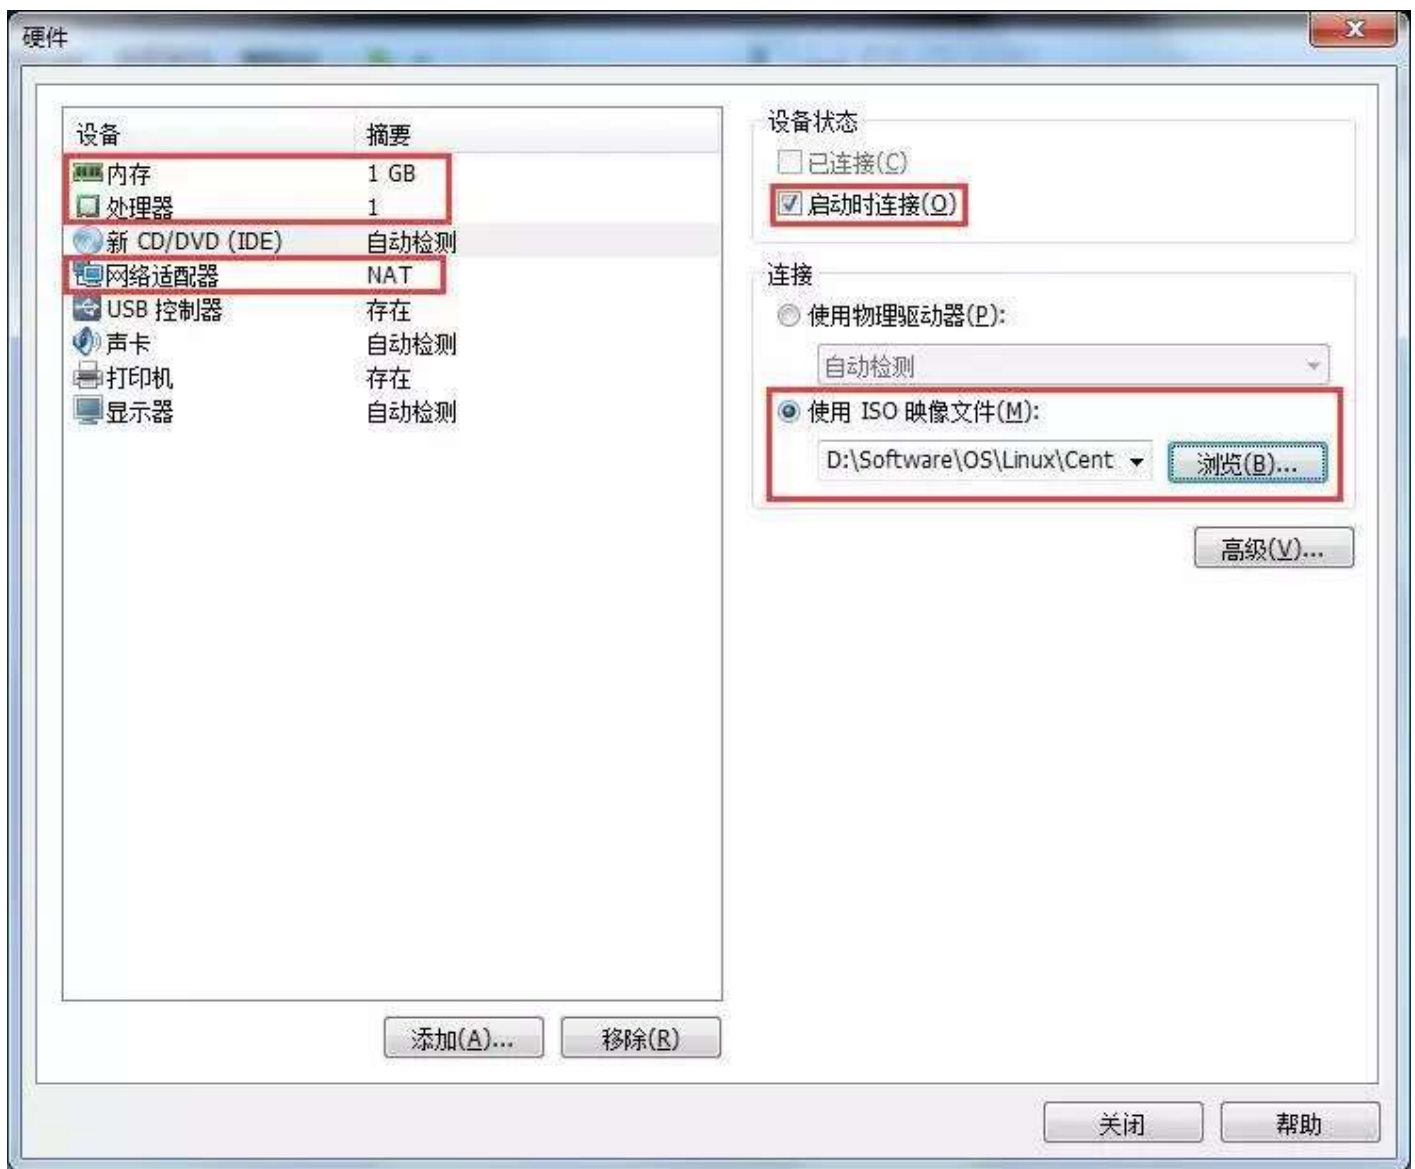 硬件
设备 摘要
内存 1 GB
处理器 1
新 CD/DVD (IDE) 自动检测
网络适配器 NAT
USB 控制器 存在
声卡 自动检测
打印机 存在
显示器 自动检测
添加(A)... 移除(R)
设备状态
已连接(C)
启动时连接(O)
连接
使用物理驱动器(P):
自动检测
使用 ISO 映像文件(M):
D:\Software\OS\Linux\Cent 浏览(B)...
高级(V)...
关闭 帮助